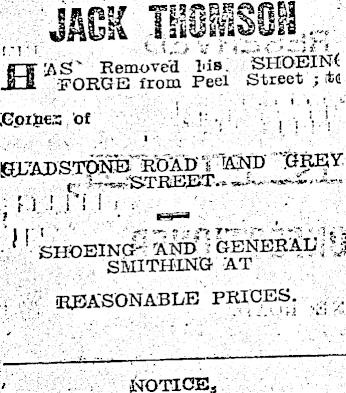 JACK THOMSON
HAS Removed his SHOEING
FORGE from Peel Street ; to
Corner of
GLADSTONE ROAD AND GREY
STREET.
SHOEING AND GENERAL
SMITHING AT
REASONABLE PRICES.
NOTICE.